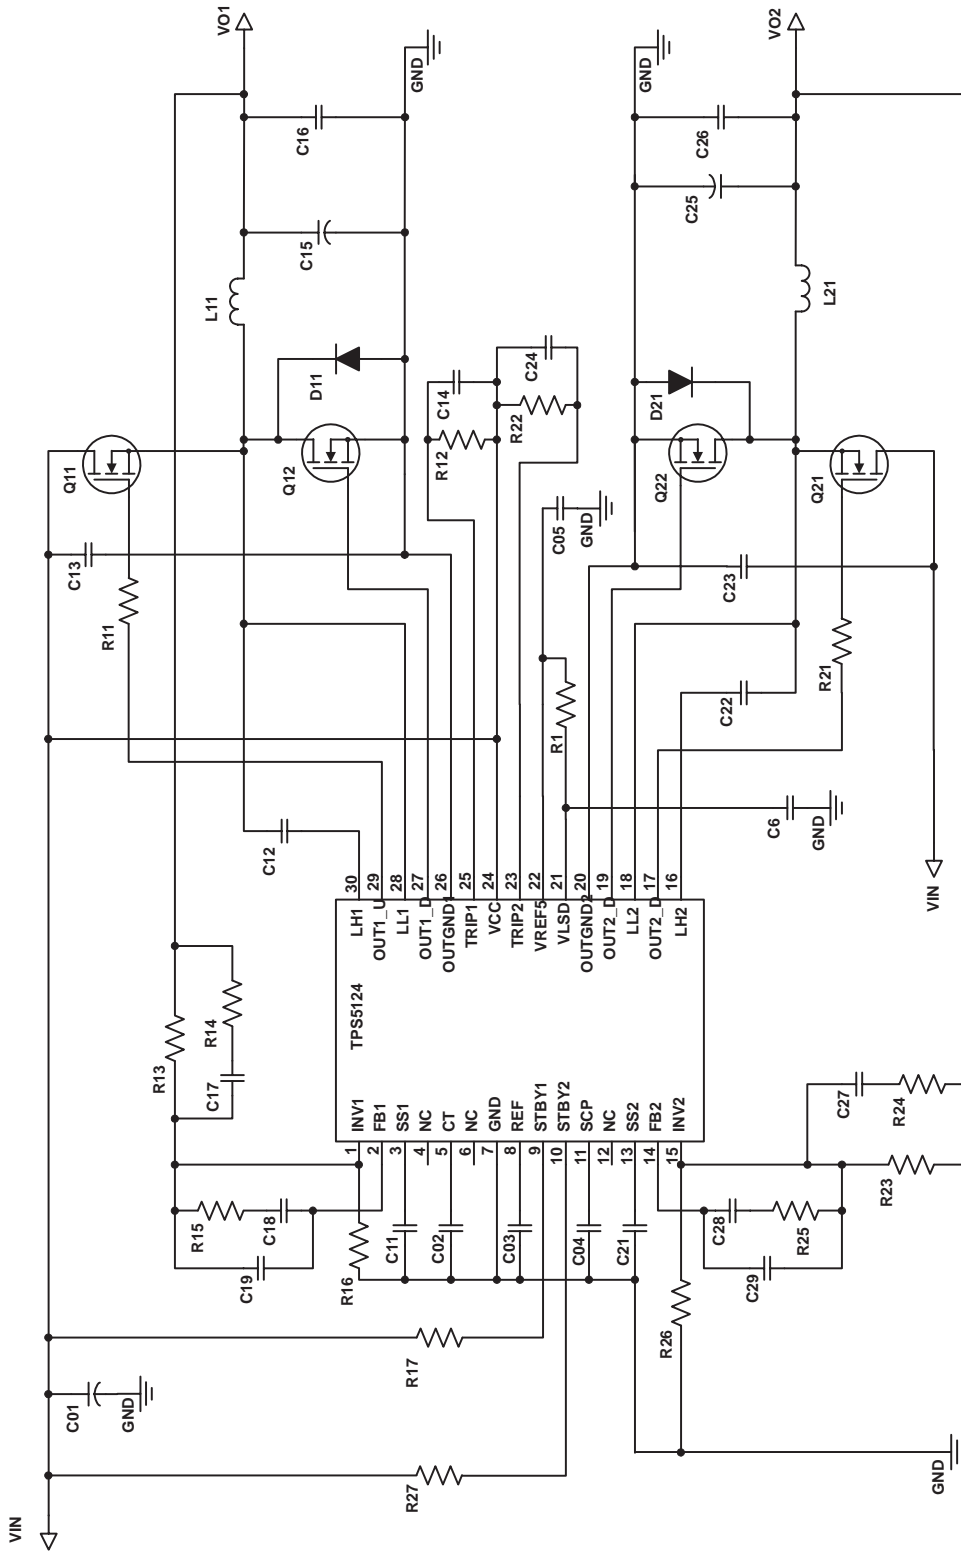 VIN
VO1
VO2
VIN
GND
GND
GND
GND
GND
GND
C01
R27
R17
C19
R15
C18
R16
C11
C02
C03
C04
C21
R26
C29
C28
R25
R23
R24
C27
R13
C17
R14
TPS5124
1
2
3
4
5
6
7
8
9
10
11
12
13
14
15
INV1
FB1
SS1
NC
CT
NC
GND
REF
STBY1
STBY2
SCP
NC
SS2
FB2
INV2
LH1
OUT1_U
LL1
OUT1_D
OUTGND1
TRIP1
VCC
TRIP2
VREF5
VLSD
OUTGND2
OUT2_D
LL2
OUT2_D
LH2
30
29
28
27
26
25
24
23
22
21
20
19
18
17
16
C12
R11
C13
Q11
Q12
D11
L11
C15
C16
R12
C14
R22
C24
C05
R1
C6
C22
C23
R21
Q22
Q21
D21
L21
C25
C26